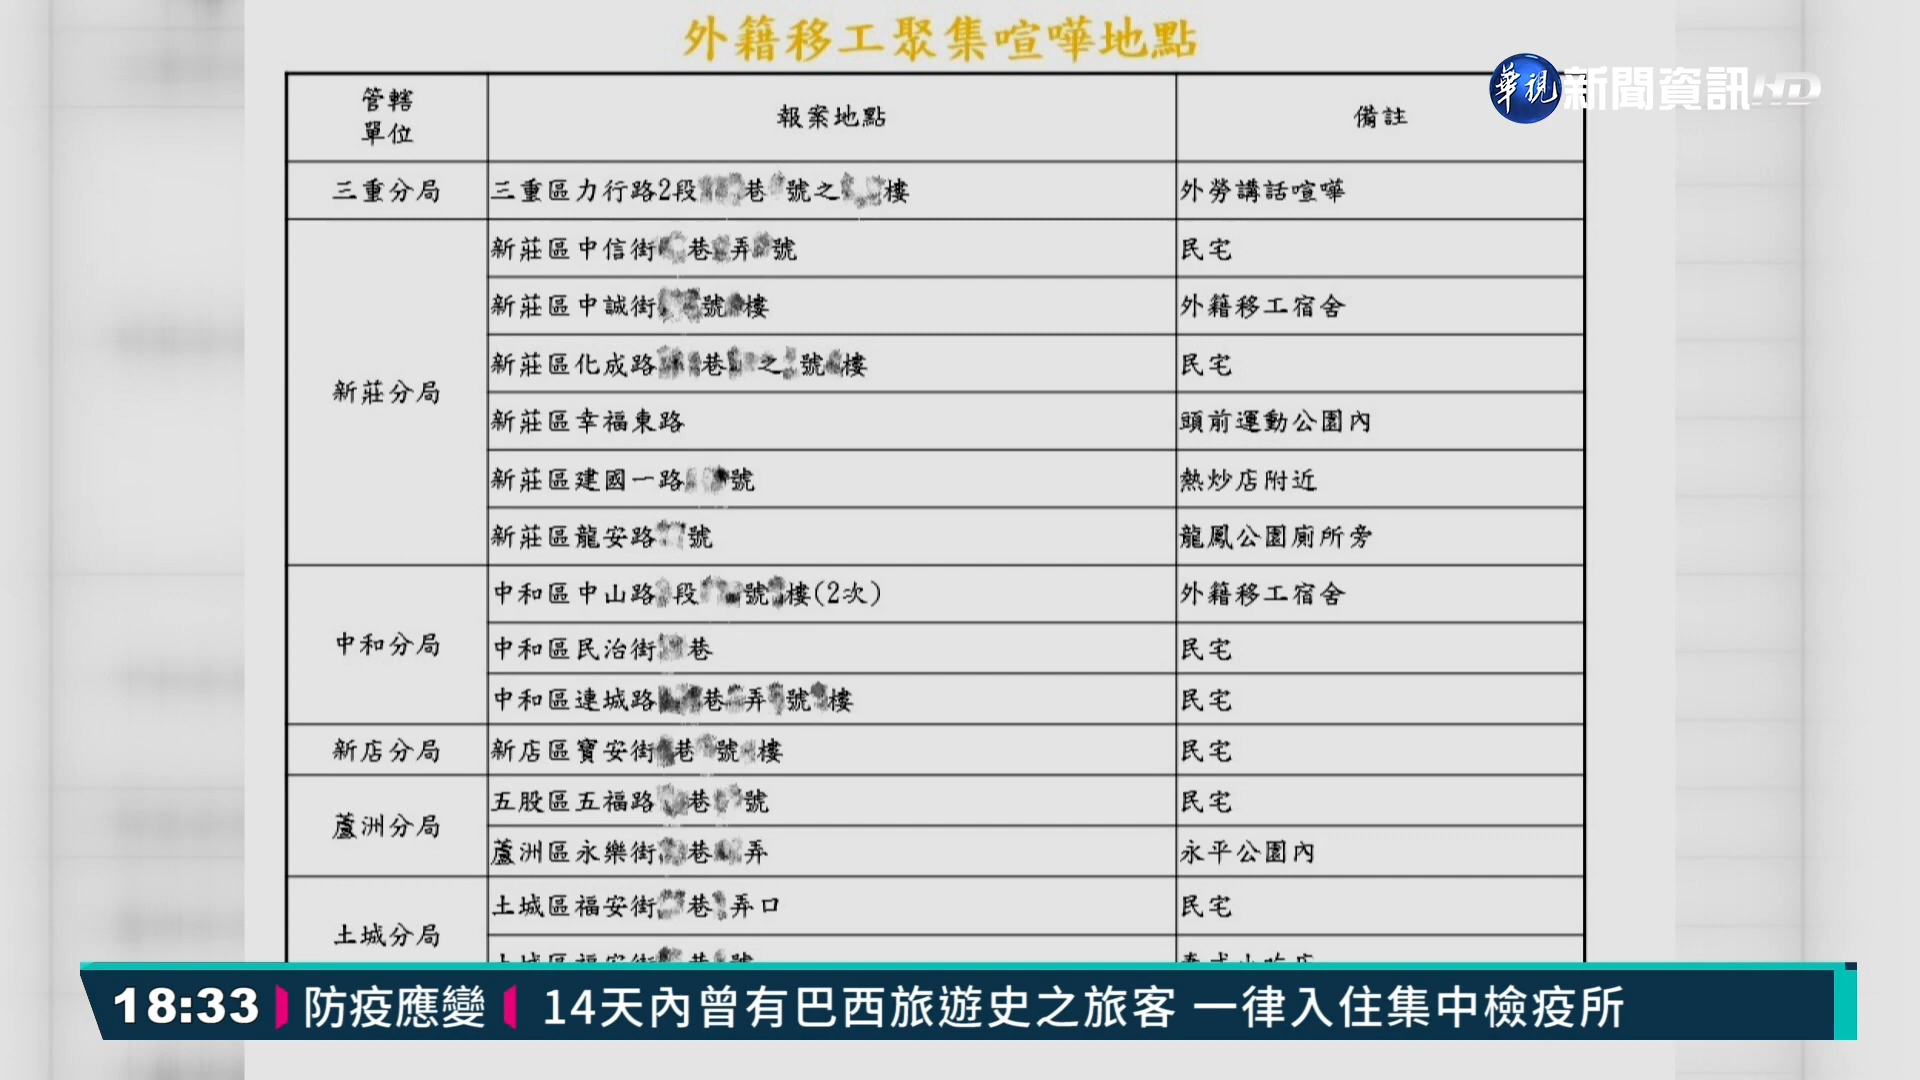 外籍移工聚集喧嘩地點
華視新聞資訊HD
管轄
單位
報案地點
備註
三重分局
三重區力行路2段 巷 號之 樓
外勞講話喧嘩
新莊分局
新莊區中信街 巷 弄 號
民宅
新莊區中誠街 號 樓
外籍移工宿舍
新莊區化成路 巷 之 號 樓
民宅
新莊區幸福東路
頭前運動公園內
新莊區建國一路 號
熱炒店附近
新莊區龍安路 號
龍鳳公園廁所旁
中和分局
中和區中山路 段 號 樓(2次)
外籍移工宿舍
中和區民治街 巷
民宅
中和區連城路 巷 弄 號 樓
民宅
新店分局
新店區寶安街 巷 號 樓
民宅
蘆洲分局
五股區五福路 巷 號
民宅
蘆洲區永樂街 巷 弄
永平公園內
土城分局
土城區福安街 巷 弄口
民宅
土城區福安街 巷 號
18:33 防疫應變 14天內曾有巴西旅遊史之旅客 一律入住集中檢疫所